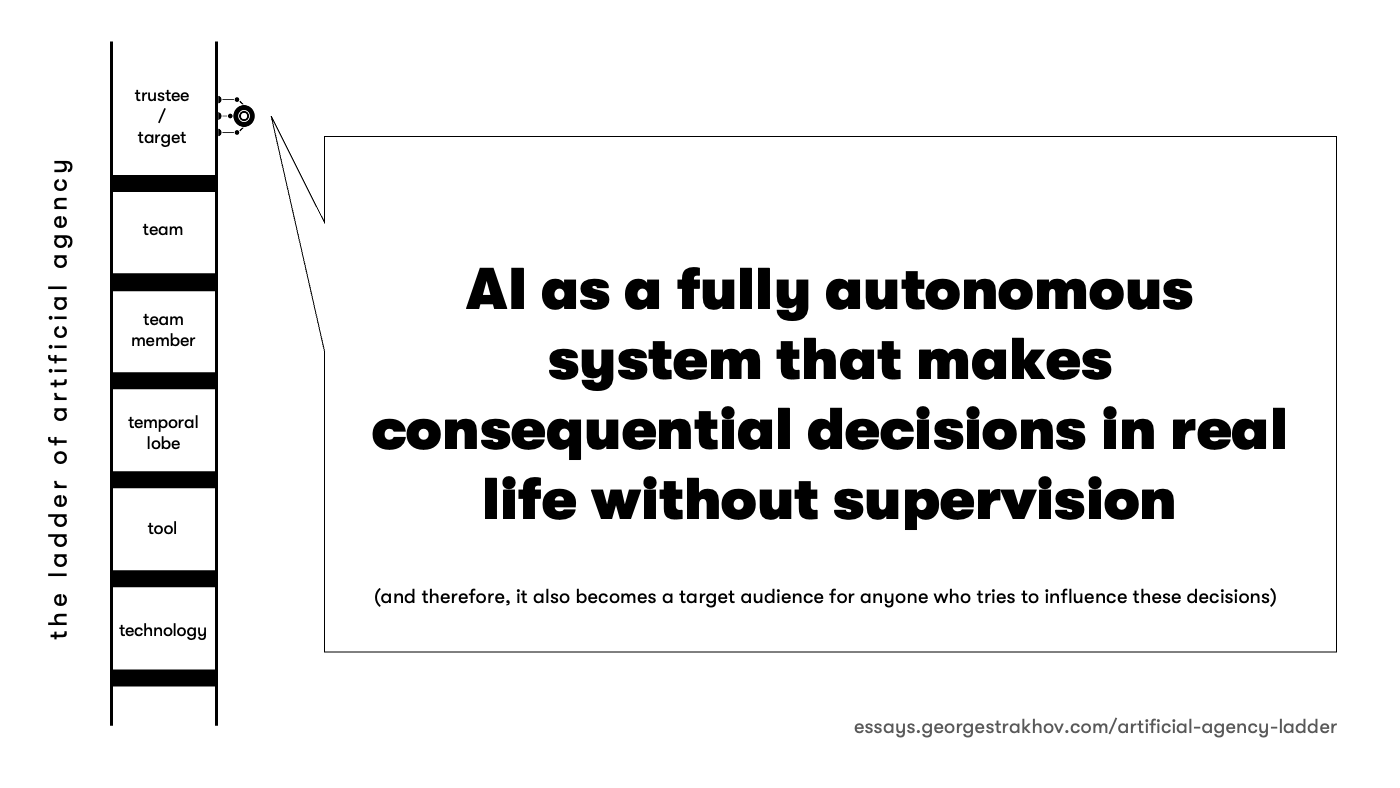 the ladder of artificial agency
trustee
/
target
team
team
member
temporal
lobe
tool
technology
AI as a fully autonomous
system that makes
consequential decisions in real
life without supervision
(and therefore, it also becomes a target audience for anyone who tries to influence these decisions)
essays.georgestrakhov.com/artificial-agency-ladder